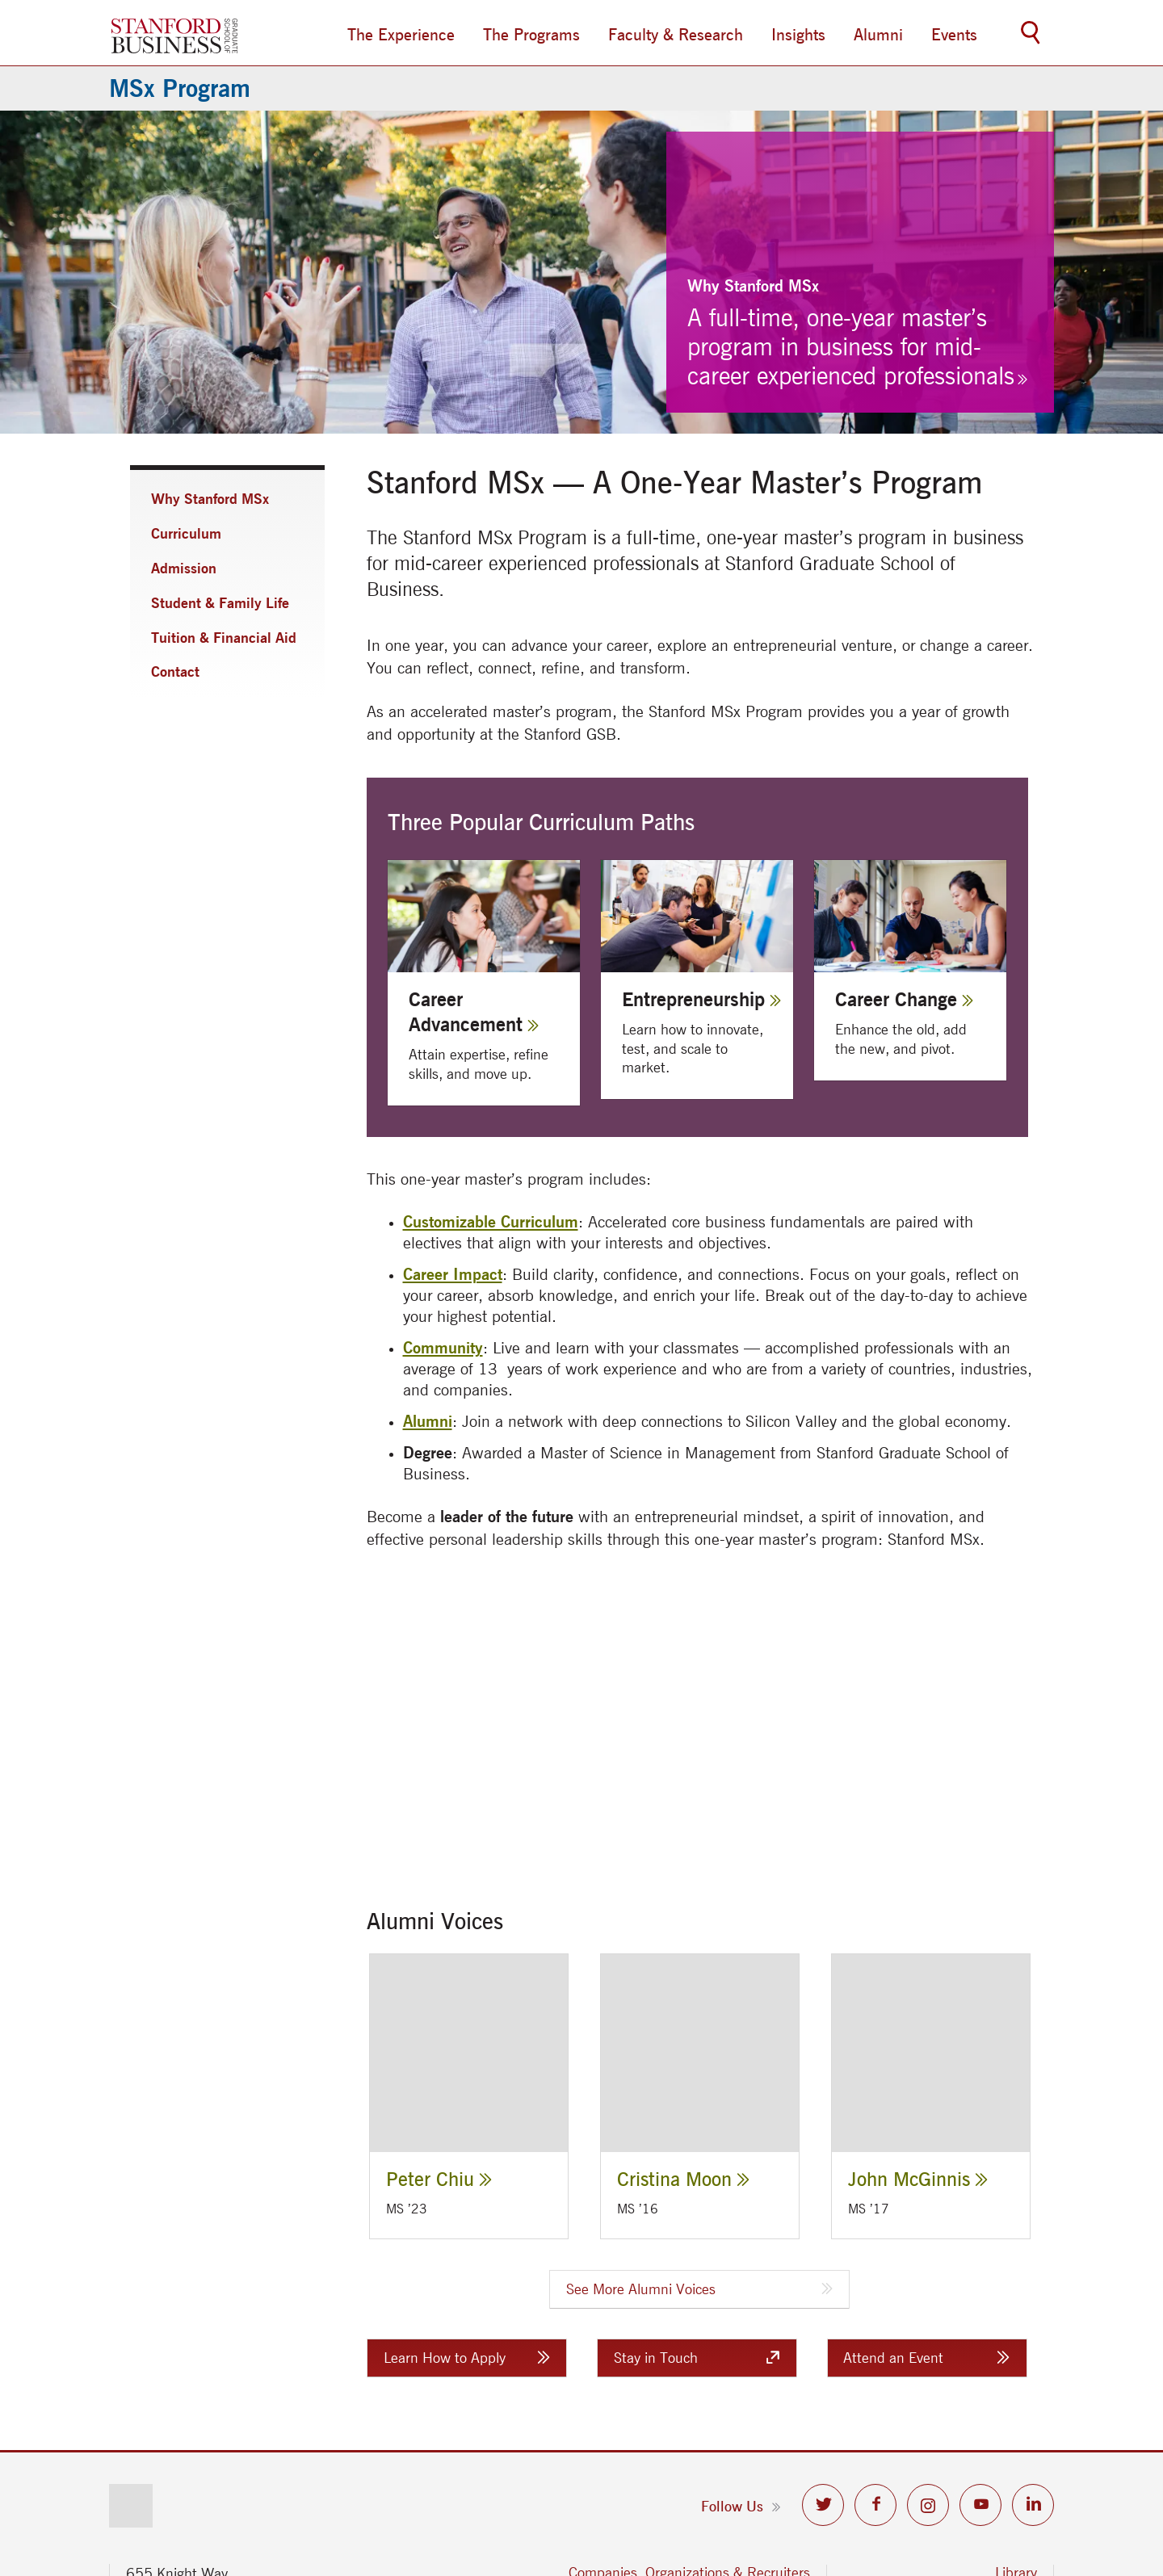 STANFORD
BUSINESS
GRADUATE
SCHOOL OF
The Experience
The Programs
Faculty & Research
Insights
Alumni
Events
MSx Program
Why Stanford MSx
A full-time, one-year master’s
program in business for mid-
career experienced professionals »
Why Stanford MSx
Curriculum
Admission
Student & Family Life
Tuition & Financial Aid
Contact
Stanford MSx — A One-Year Master’s Program
The Stanford MSx Program is a full-time, one-year master’s program in business
for mid-career experienced professionals at Stanford Graduate School of
Business.
In one year, you can advance your career, explore an entrepreneurial venture, or change a career.
You can reflect, connect, refine, and transform.
As an accelerated master’s program, the Stanford MSx Program provides you a year of growth
and opportunity at the Stanford GSB.
Three Popular Curriculum Paths
Career
Advancement »
Attain expertise, refine
skills, and move up.
Entrepreneurship »
Learn how to innovate,
test, and scale to
market.
Career Change »
Enhance the old, add
the new, and pivot.
This one-year master’s program includes:
• Customizable Curriculum: Accelerated core business fundamentals are paired with
electives that align with your interests and objectives.
• Career Impact: Build clarity, confidence, and connections. Focus on your goals, reflect on
your career, absorb knowledge, and enrich your life. Break out of the day-to-day to achieve
your highest potential.
• Community: Live and learn with your classmates — accomplished professionals with an
average of 13  years of work experience and who are from a variety of countries, industries,
and companies.
• Alumni: Join a network with deep connections to Silicon Valley and the global economy.
• Degree: Awarded a Master of Science in Management from Stanford Graduate School of
Business.
Become a leader of the future with an entrepreneurial mindset, a spirit of innovation, and
effective personal leadership skills through this one-year master’s program: Stanford MSx.
Alumni Voices
Peter Chiu »
MS ’23
Cristina Moon »
MS ’16
John McGinnis »
MS ’17
See More Alumni Voices »
Learn How to Apply »
Stay in Touch
Attend an Event »
Follow Us »
655 Knight Way
Companies, Organizations & Recruiters
Library